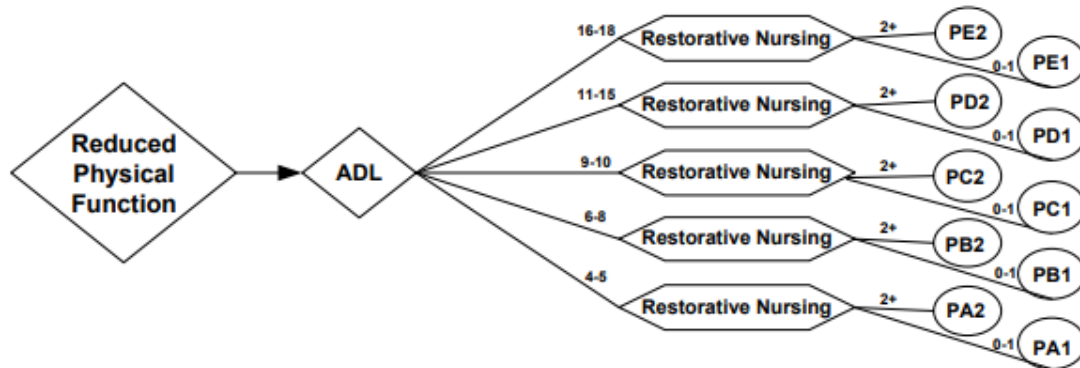 Reduced
Physical
Function
ADL
16-18
Restorative Nursing
2+
PE2
0-1
PE1
11-15
Restorative Nursing
2+
PD2
0-1
PD1
9-10
Restorative Nursing
2+
PC2
0-1
PC1
6-8
Restorative Nursing
2+
PB2
0-1
PB1
4-5
Restorative Nursing
2+
PA2
0-1
PA1